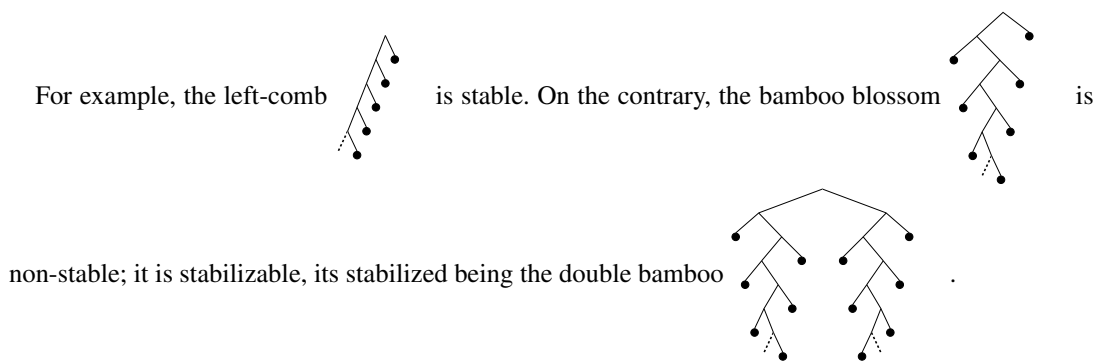 For example, the left-comb is stable. On the contrary, the bamboo blossom is
non-stable; it is stabilizable, its stabilized being the double bamboo .